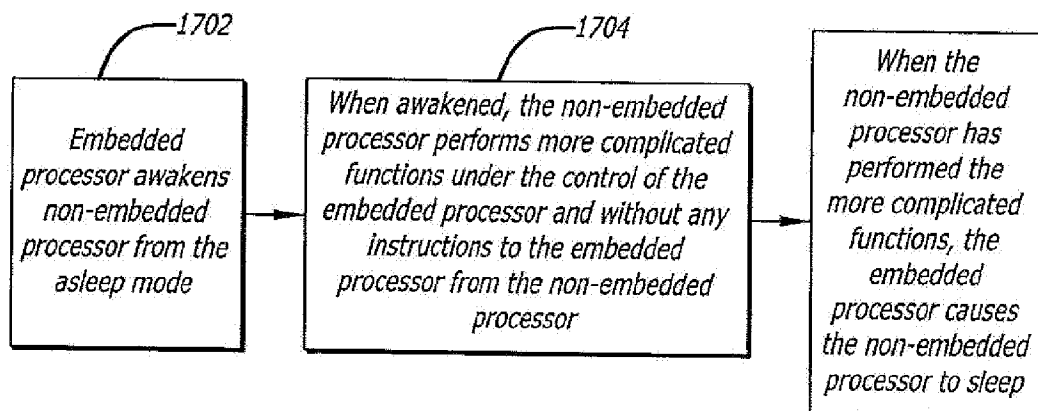 1702
Embedded
processor awakens
non-embedded
processor from the
asleep mode
1704
When awakened, the non-embedded
processor performs more complicated
functions under the control of the
embedded processor and without any
instructions to the embedded
processor from the non-embedded
processor
When the
non-embedded
processor has
performed the
more complicated
functions, the
embedded
processor causes
the non-embedded
processor to sleep